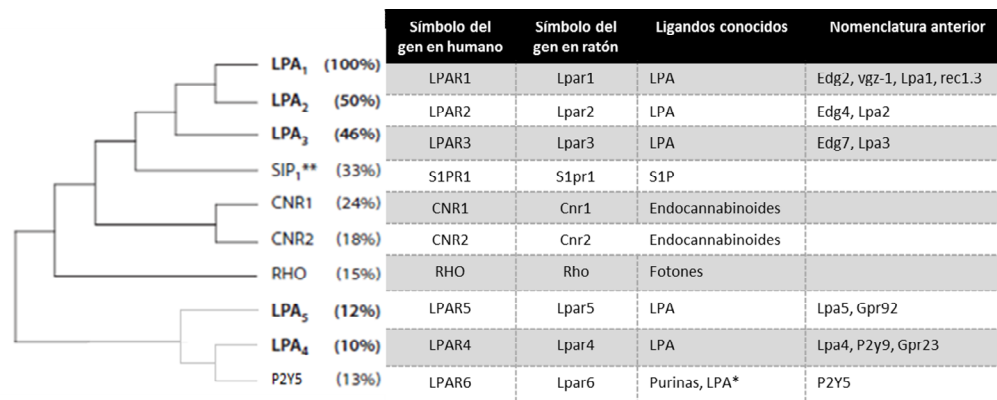 Símbolo del gen en humano Símbolo del gen en ratón Ligandos conocidos Nomenclatura anterior
LPA1 (100%) LPAR1 Lpar1 LPA Edg2, vgz-1, Lpa1, rec1.3
LPA2 (50%) LPAR2 Lpar2 LPA Edg4, Lpa2
LPA3 (46%) LPAR3 Lpar3 LPA Edg7, Lpa3
SIP1** (33%) S1PR1 S1pr1 S1P
CNR1 (24%) CNR1 Cnr1 Endocannabinoides
CNR2 (18%) CNR2 Cnr2 Endocannabinoides
RHO (15%) RHO Rho Fotones
LPA5 (12%) LPAR5 Lpar5 LPA Lpa5, Gpr92
LPA4 (10%) LPAR4 Lpar4 LPA Lpa4, P2y9, Gpr23
P2Y5 (13%) LPAR6 Lpar6 Purinas, LPA* P2Y5